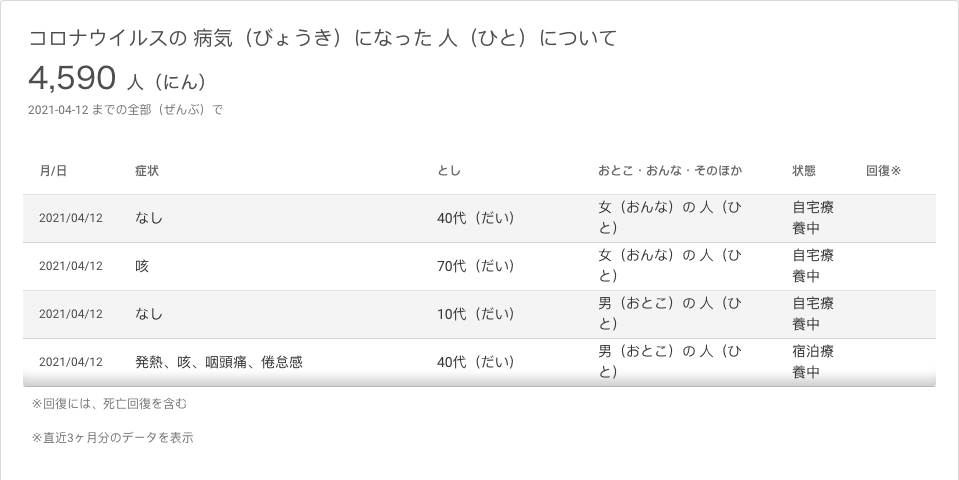 コロナウイルスの 病気（びょうき）になった 人（ひと）について
4,590 人（にん）
2021-04-12 までの全部（ぜんぶ）で
月/日 症状 とし おとこ・おんな・そのほか 状態 回復※
2021/04/12 なし 40代（だい） 女（おんな）の 人（ひ 自宅療
と） 養中
2021/04/12 咳 70代（だい） 女（おんな）の 人（ひ 自宅療
と） 養中
2021/04/12 なし 10代（だい） 男（おとこ）の 人（ひ 自宅療
と） 養中
2021/04/12 発熱、咳、咽頭痛、倦怠感 40代（だい） 男（おとこ）の 人（ひ 宿泊療
と） 養中
※回復には、死亡回復を含む
※直近3ヶ月分のデータを表示